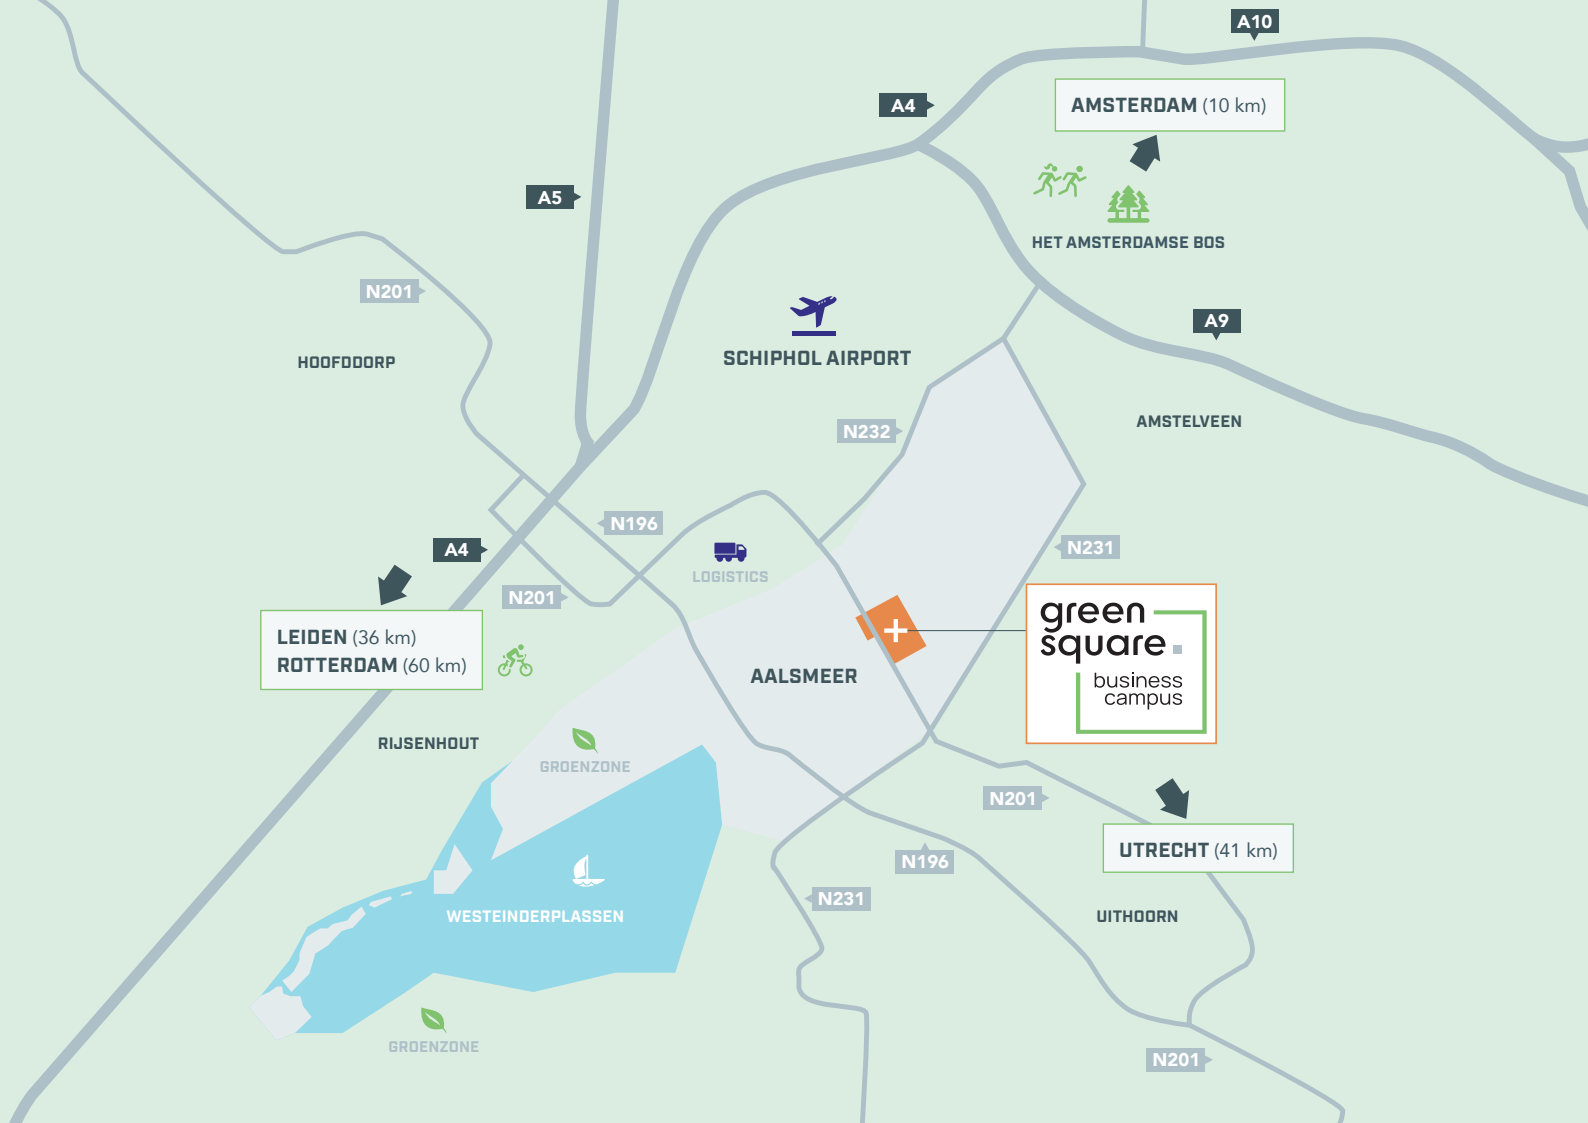 A10
A4
AMSTERDAM (10 km)
A5
HET AMSTERDAMSE BOS
N201
A9
HOOFDDORP
SCHIPHOL AIRPORT
AMSTELVEEN
N232
N196
A4
N231
LOGISTICS
N201
green
square.
business
campus
LEIDEN (36 km)
ROTTERDAM (60 km)
AALSMEER
RIJSENHOUT
GROENZONE
N201
UTRECHT (41 km)
N196
N231
WESTEINDERPLASSEN
UITHOORN
GROENZONE
N201